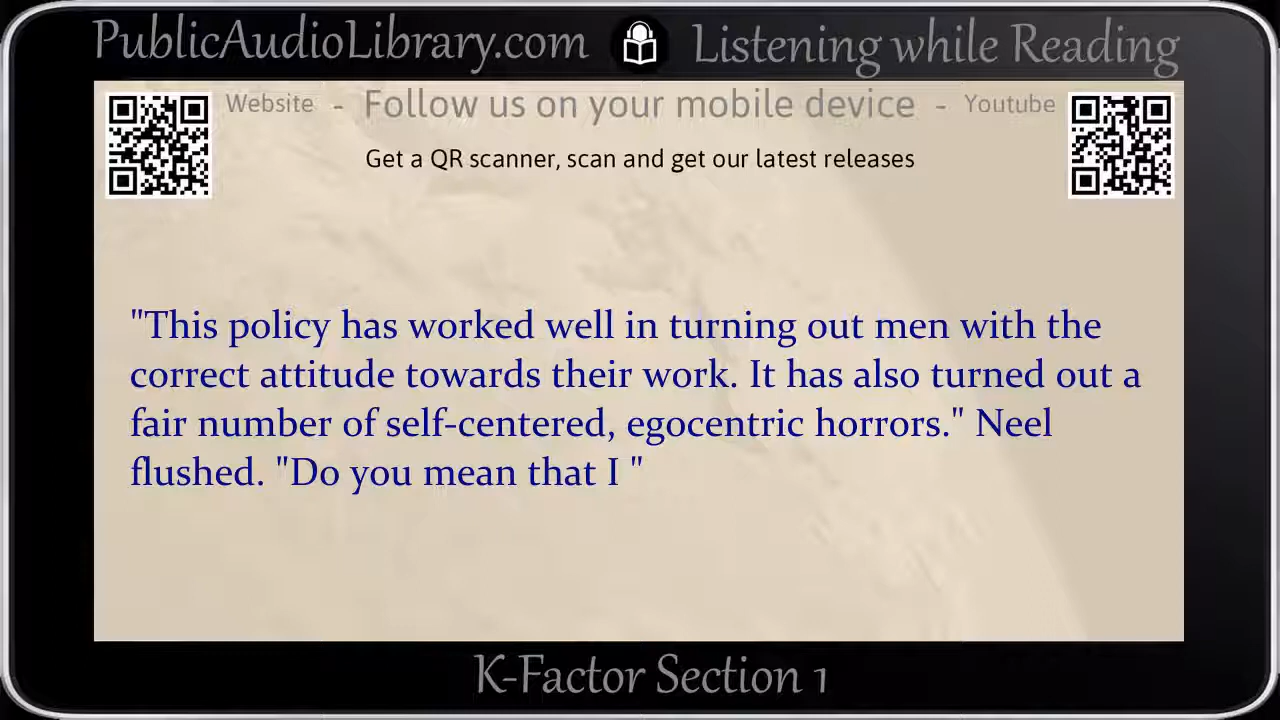 PublicAudioLibrary.com Listening while Reading
Website - Follow us on your mobile device - Youtube
Get a QR scanner, scan and get our latest releases
"This policy has worked well in turning out men with the
correct attitude towards their work. It has also turned out a
fair number of self-centered, egocentric horrors." Neel
flushed. "Do you mean that I "
K-Factor Section 1